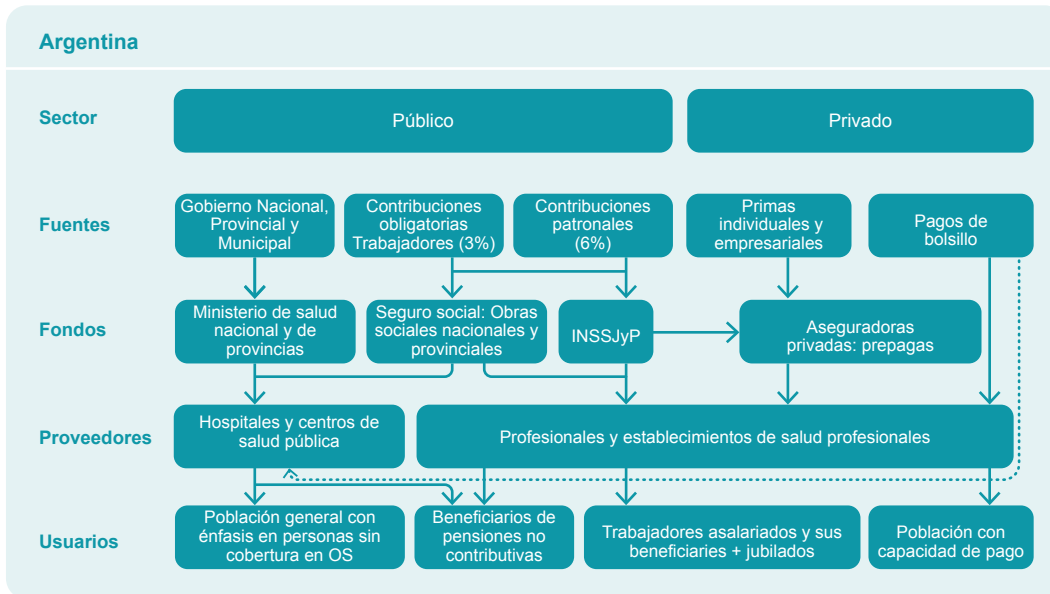 Argentina
Sector
Público
Privado
Fuentes
Gobierno Nacional,
Provincial y
Municipal
Contribuciones
obligatorias
Trabajadores (3%)
Contribuciones
patronales
(6%)
Primas
individuales y
empresariales
Pagos de
bolsillo
Fondos
Ministerio de salud
nacional y de
provincias
Seguro social: Obras
sociales nacionales y
provinciales
INSSJyP
Aseguradoras
privadas: prepagas
Proveedores
Hospitales y centros de
salud pública
Profesionales y establecimientos de salud profesionales
Usuarios
Población general con
énfasis en personas sin
cobertura en OS
Beneficiarios de
pensiones no
contributivas
Trabajadores asalariados y sus
beneficiaries + jubilados
Población con
capacidad de pago